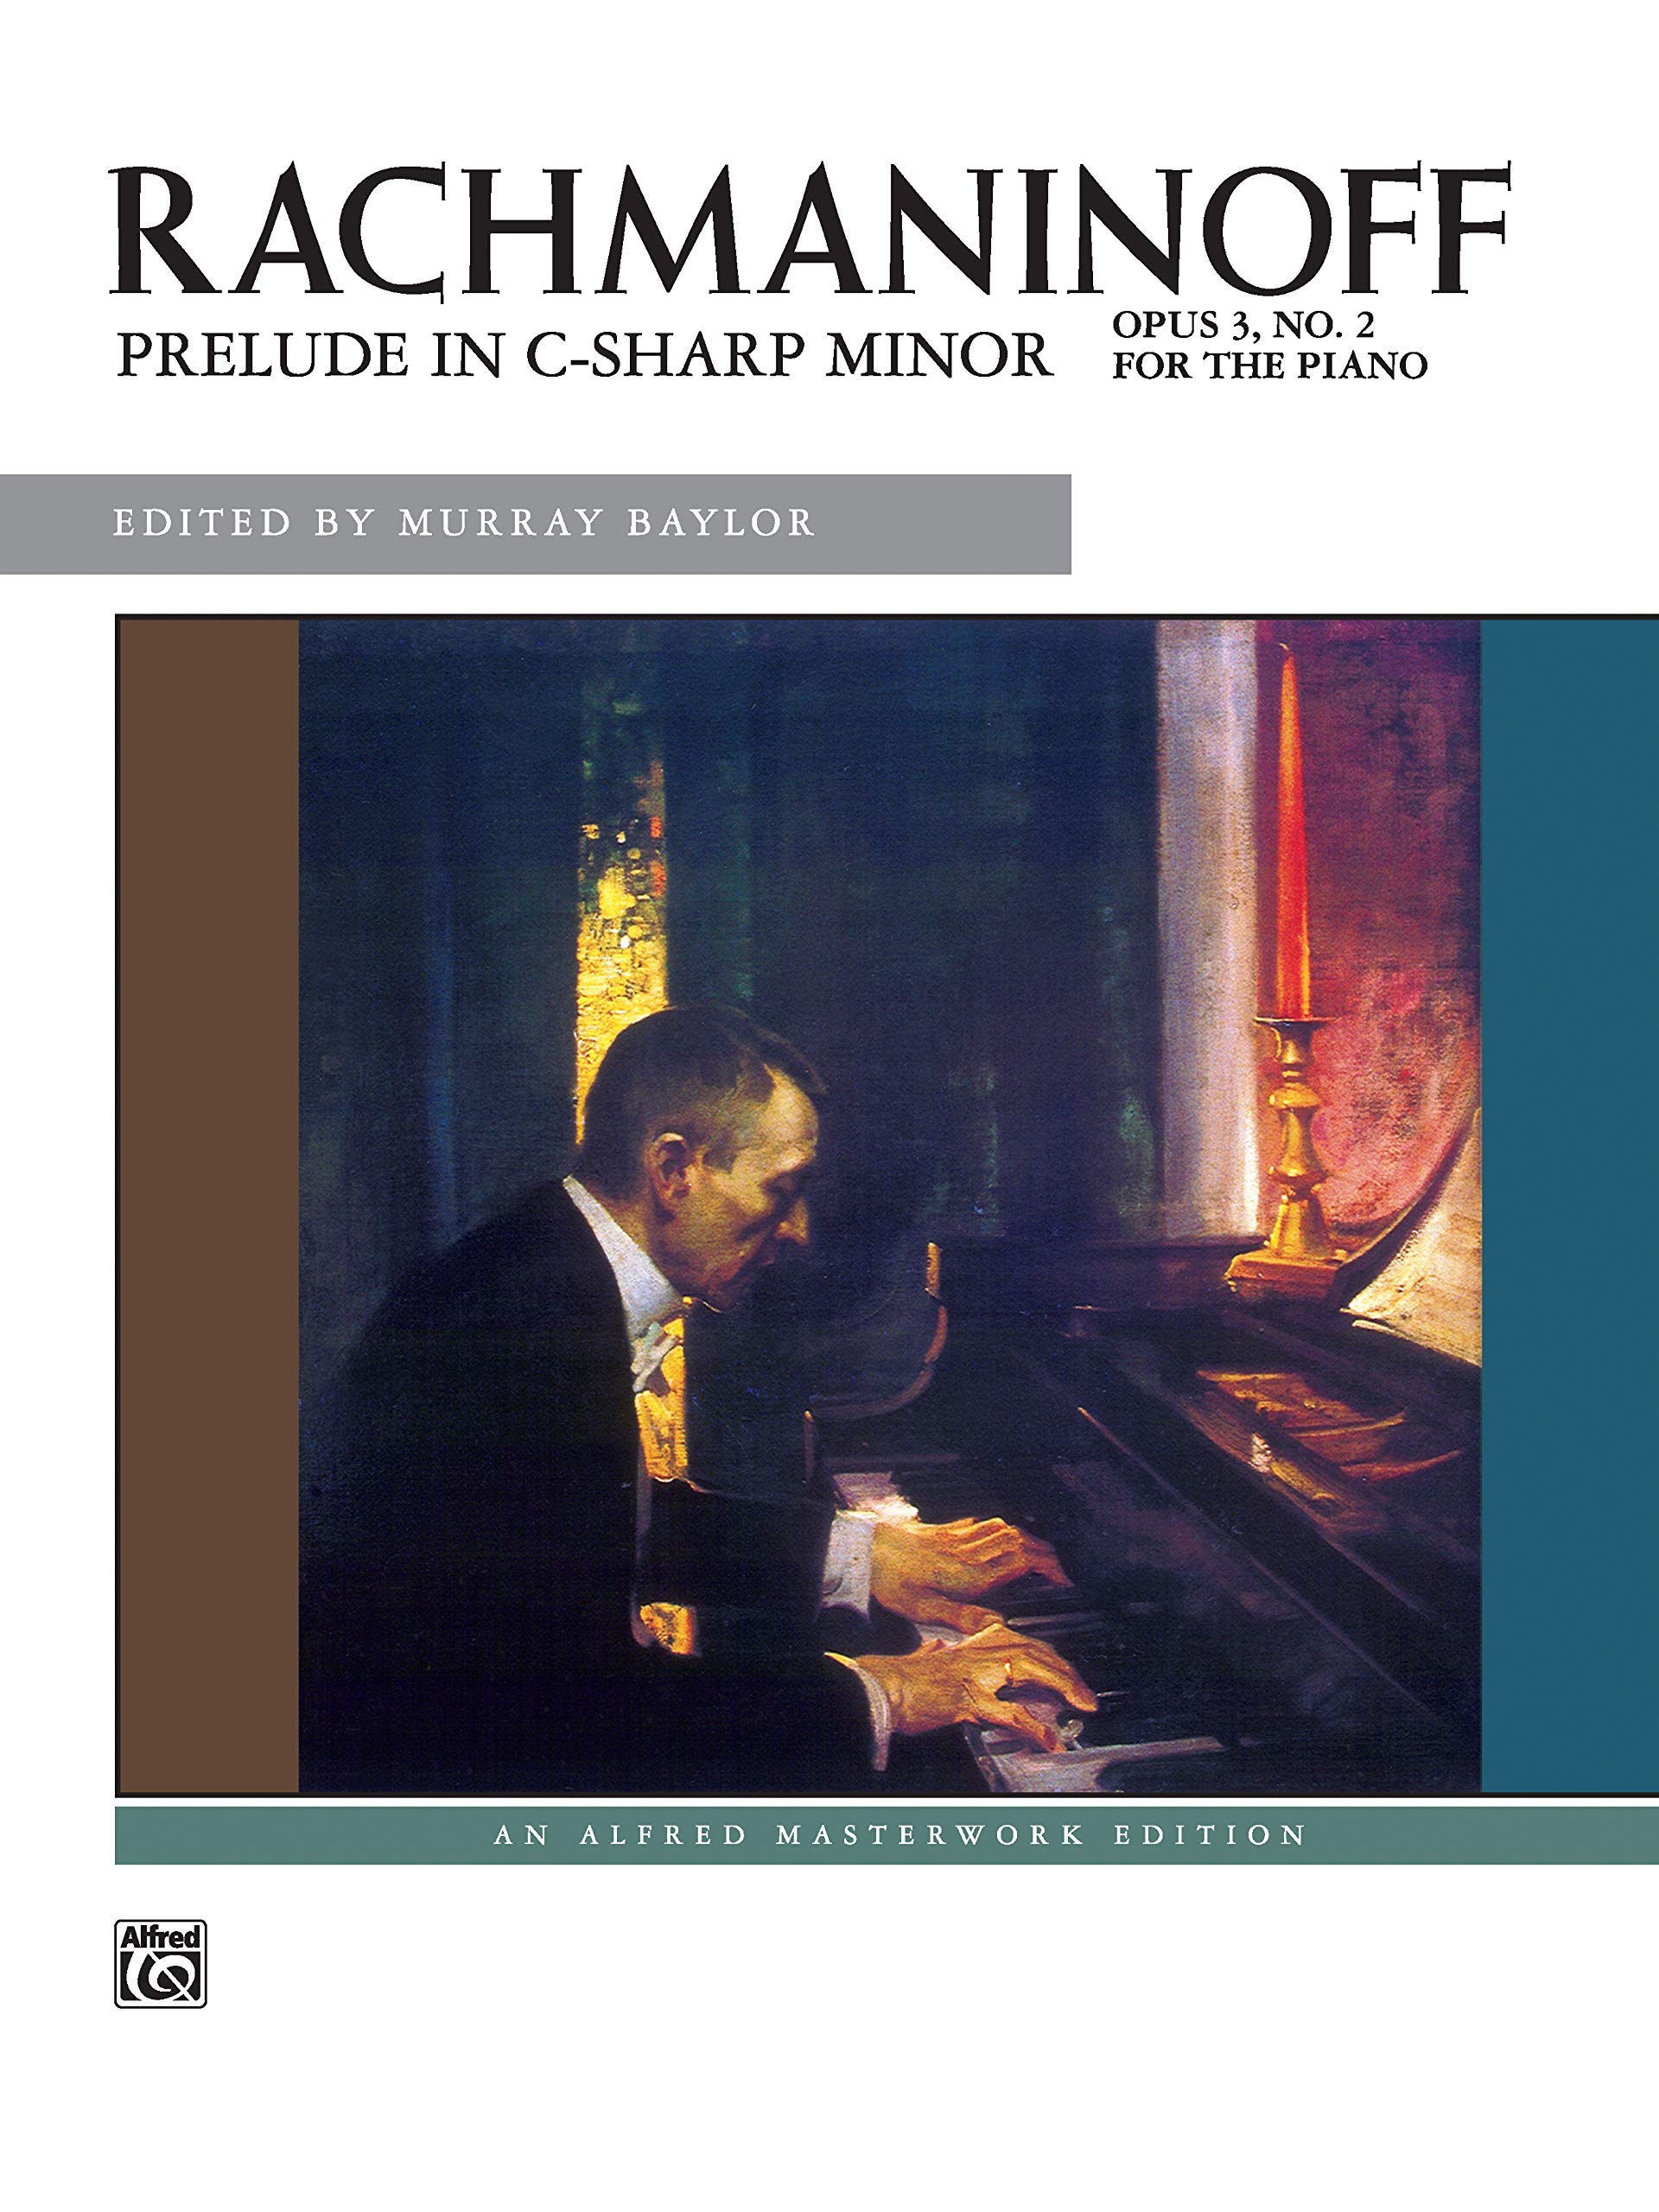 RACHMANINOFF
PRELUDE IN C-SHARP MINOR
OPUS 3, NO. 2
FOR THE PIANO
EDITED BY MURRAY BAYLOR
AN ALFRED MASTERWORK EDITION
Alfred